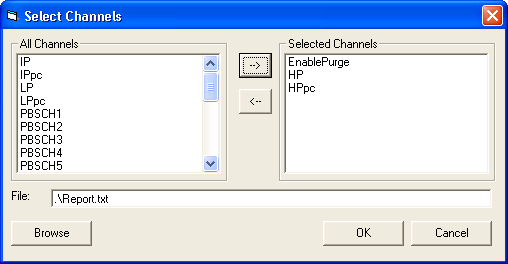 Select Channels
All Channels
Selected Channels
IP
IPpc
LP
LPpc
PBSCH1
PBSCH2
PBSCH3
PBSCH4
PBSCH5
-->
<--
EnablePurge
HP
HPpc
File:
.\Report.txt
Browse
OK
Cancel